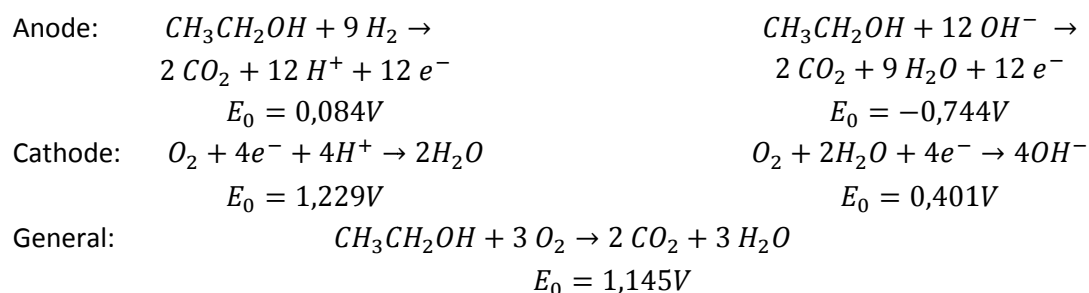 Anode: CH₃CH₂OH + 9 H₂ → CH₃CH₂OH + 12 OH⁻ →
2 CO₂ + 12 H⁺ + 12 e⁻ 2 CO₂ + 9 H₂O + 12 e⁻
E₀ = 0,084V E₀ = −0,744V
Cathode: O₂ + 4e⁻ + 4H⁺ → 2H₂O O₂ + 2H₂O + 4e⁻ → 4OH⁻
E₀ = 1,229V E₀ = 0,401V
General: CH₃CH₂OH + 3 O₂ → 2 CO₂ + 3 H₂O
E₀ = 1,145V